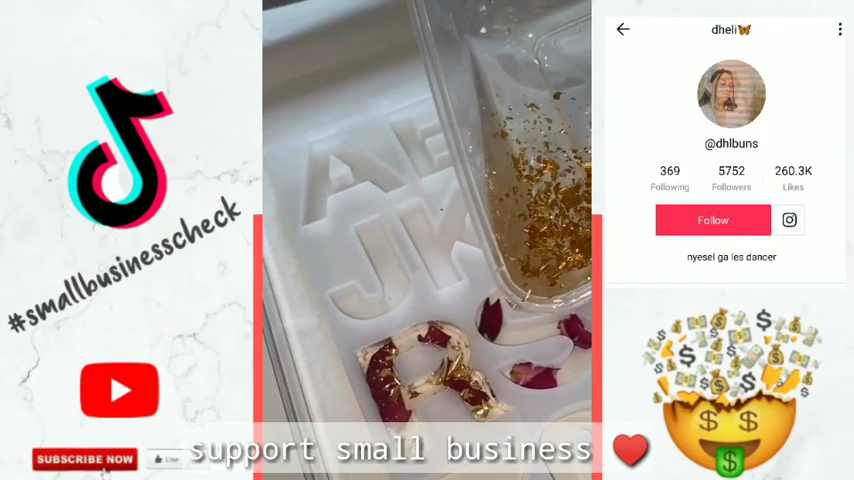 #smallbusinesscheck
SUBSCRIBE NOW
Like
A E
J K
R S
support small business
dheli
@dhlbuns
369 5752 260.3K
Following Followers Likes
Follow
nyesel ga les dancer